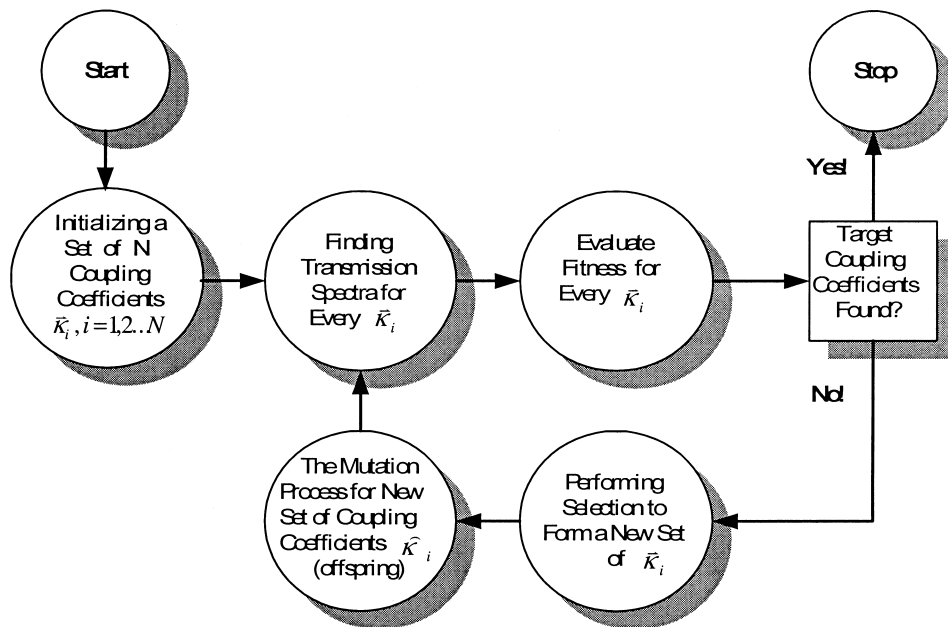 Start
Stop
Yes!
Initializing a
Set of N
Coupling
Coefficients
κ⃗ᵢ, i=1,2..N
Finding
Transmission
Spectra for
Every κ⃗ᵢ
Evaluate
Fitness for
Every κ⃗ᵢ
Target
Coupling
Coefficients
Found?
No!
The Mutation
Process for New
Set of Coupling
Coefficients κ̂ᵢ
(offspring)
Performing
Selection to
Form a New Set
of κ⃗ᵢ